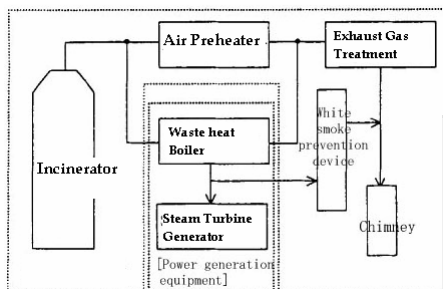 Air Preheater
Exhaust Gas
Treatment
White
smoke
prevention
device
Waste heat
Boiler
Incinerator
Steam Turbine
Generator
Chimney
[Power generation
equipment]